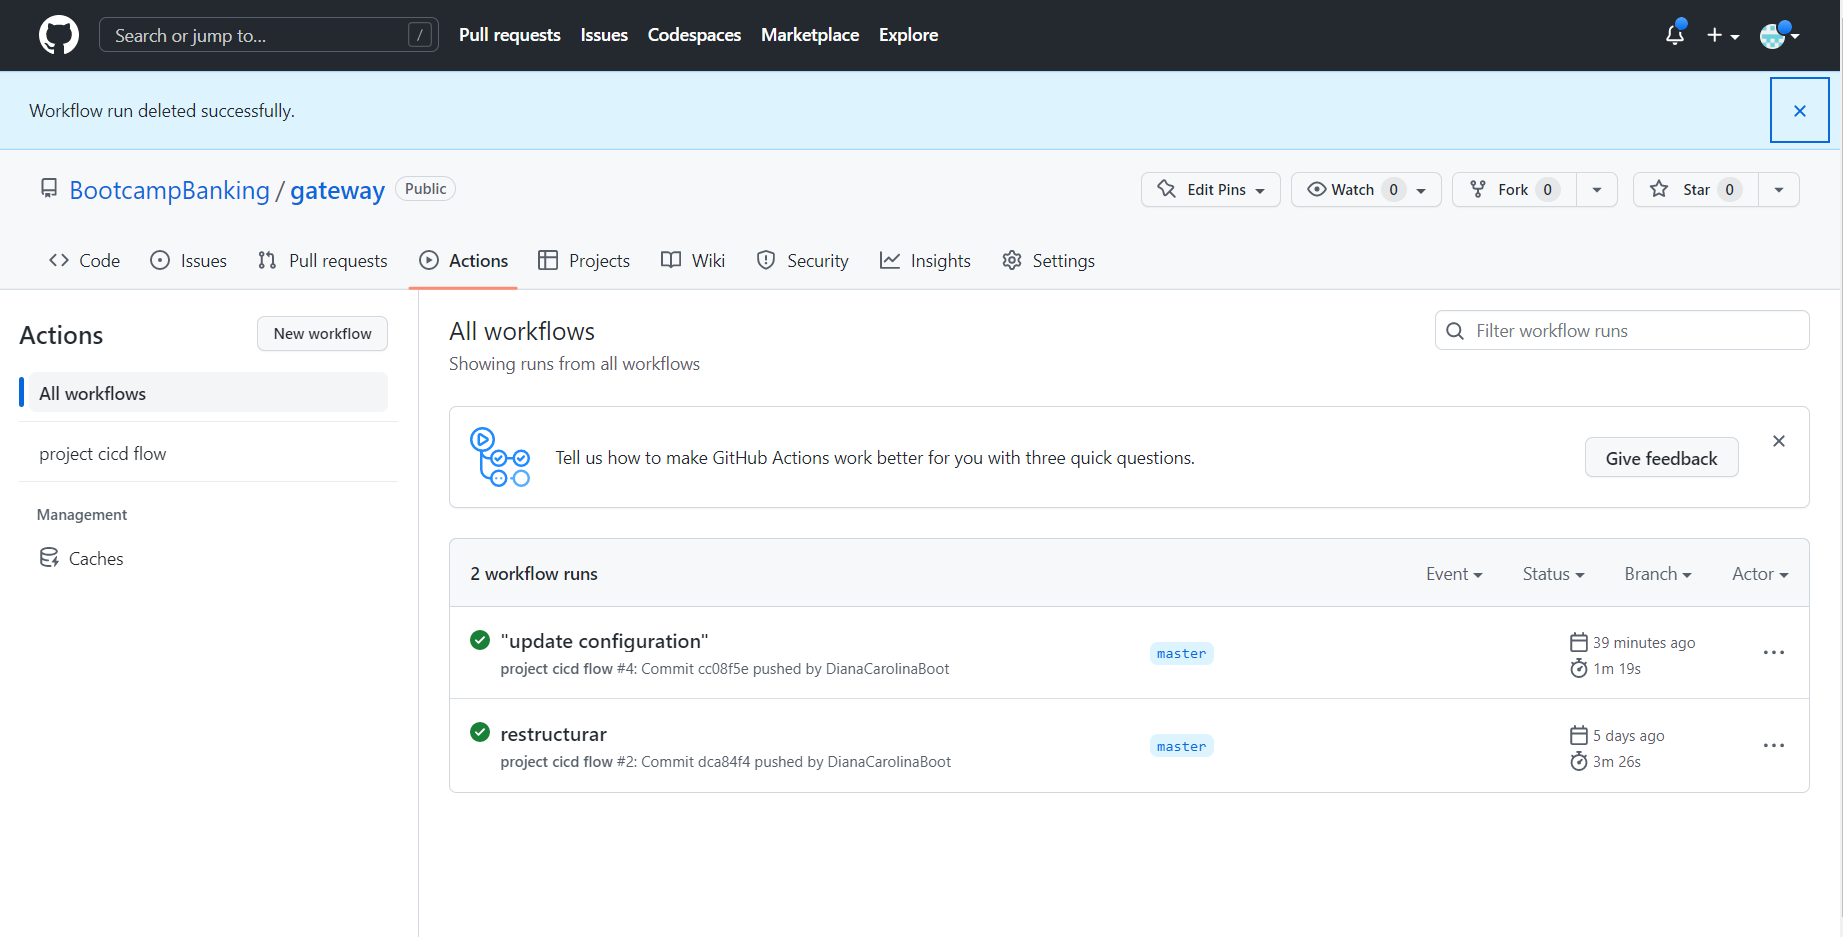 Search or jump to... /
Pull requests Issues Codespaces Marketplace Explore
Workflow run deleted successfully.
BootcampBanking / gateway Public
Edit Pins Watch 0 Fork 0 Star 0
Code Issues Pull requests Actions Projects Wiki Security Insights Settings
Actions
New workflow
All workflows
project cicd flow
Management
Caches
All workflows
Showing runs from all workflows
Filter workflow runs
Tell us how to make GitHub Actions work better for you with three quick questions.
Give feedback
2 workflow runs
Event Status Branch Actor
"update configuration"
project cicd flow #4: Commit cc08f5e pushed by DianaCarolinaBoot
master
39 minutes ago
1m 19s
restructurar
project cicd flow #2: Commit dca84f4 pushed by DianaCarolinaBoot
master
5 days ago
3m 26s